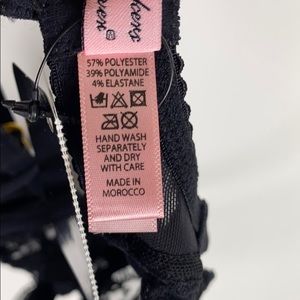 57% POLYESTER
39% POLYAMIDE
4% ELASTANE
HAND WASH
SEPARATELY
AND DRY
WITH CARE
MADE IN
MOROCCO